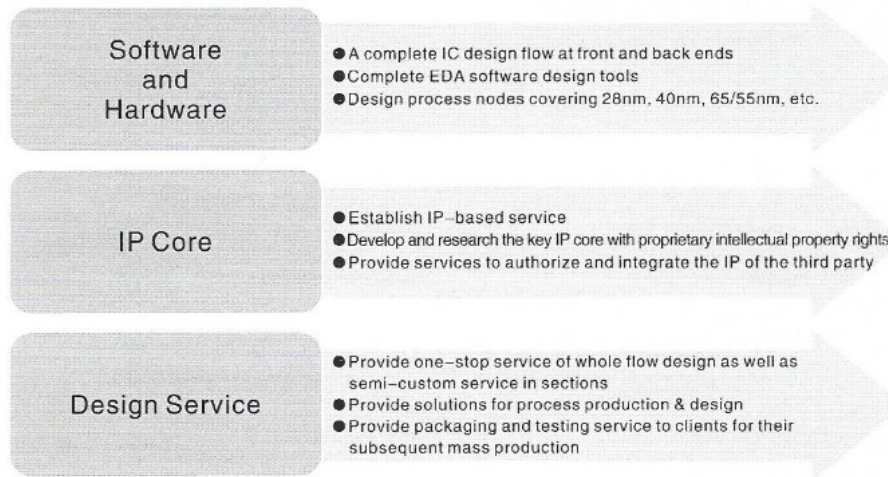 Software
and
Hardware
●A complete IC design flow at front and back ends
●Complete EDA software design tools
●Design process nodes covering 28nm, 40nm, 65/55nm, etc.
IP Core
●Establish IP–based service
●Develop and research the key IP core with proprietary intellectual property rights
●Provide services to authorize and integrate the IP of the third party
Design Service
●Provide one–stop service of whole flow design as well as
semi–custom service in sections
●Provide solutions for process production & design
●Provide packaging and testing service to clients for their
subsequent mass production